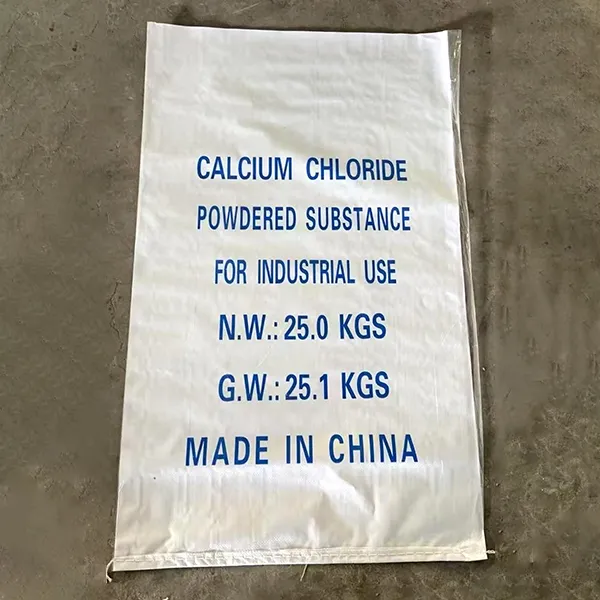 CALCIUM CHLORIDE
POWDERED SUBSTANCE
FOR INDUSTRIAL USE
N.W.: 25.0 KGS
G.W.: 25.1 KGS
MADE IN CHINA